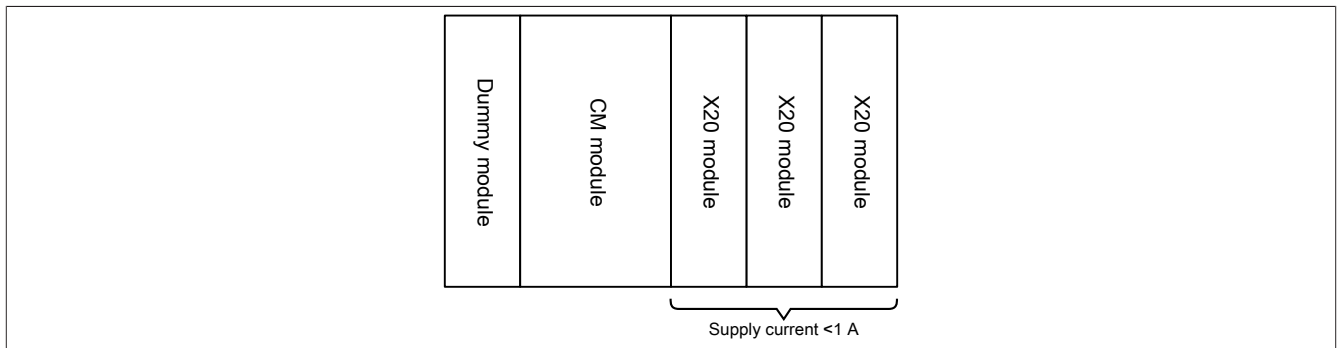 Dummy module
CM module
X20 module
X20 module
X20 module
Supply current <1 A